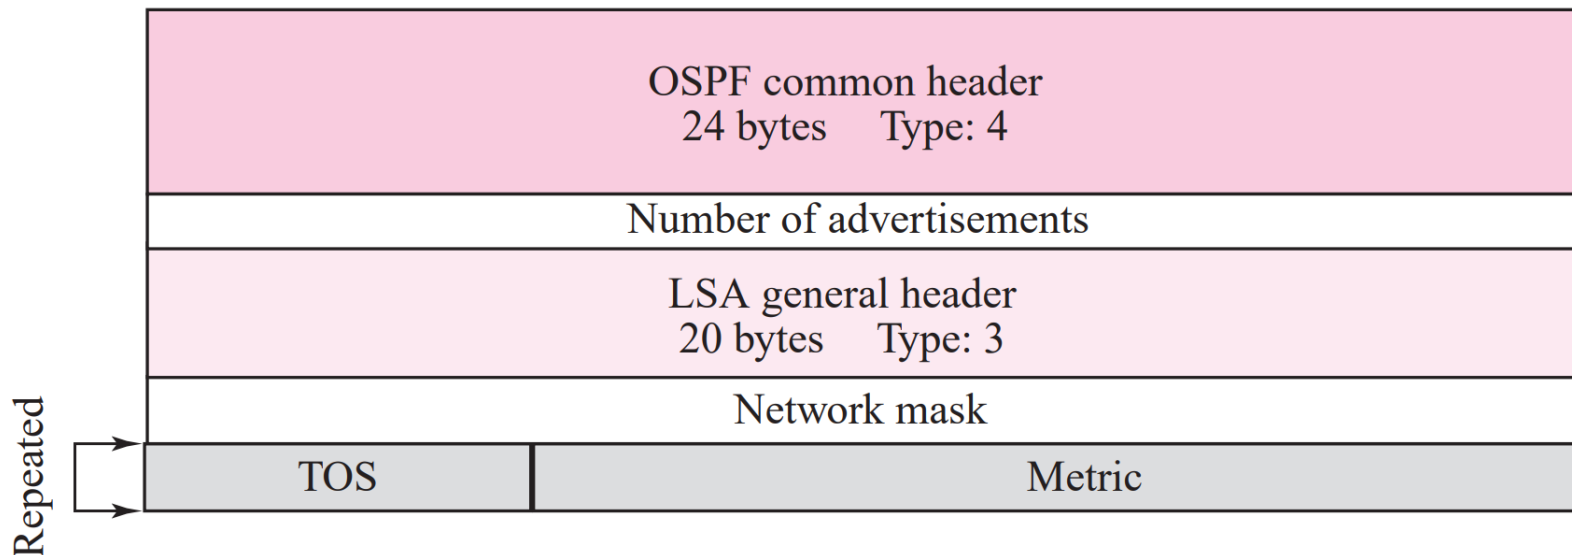 OSPF common header
24 bytes Type: 4
Number of advertisements
LSA general header
20 bytes Type: 3
Network mask
Repeated
TOS Metric